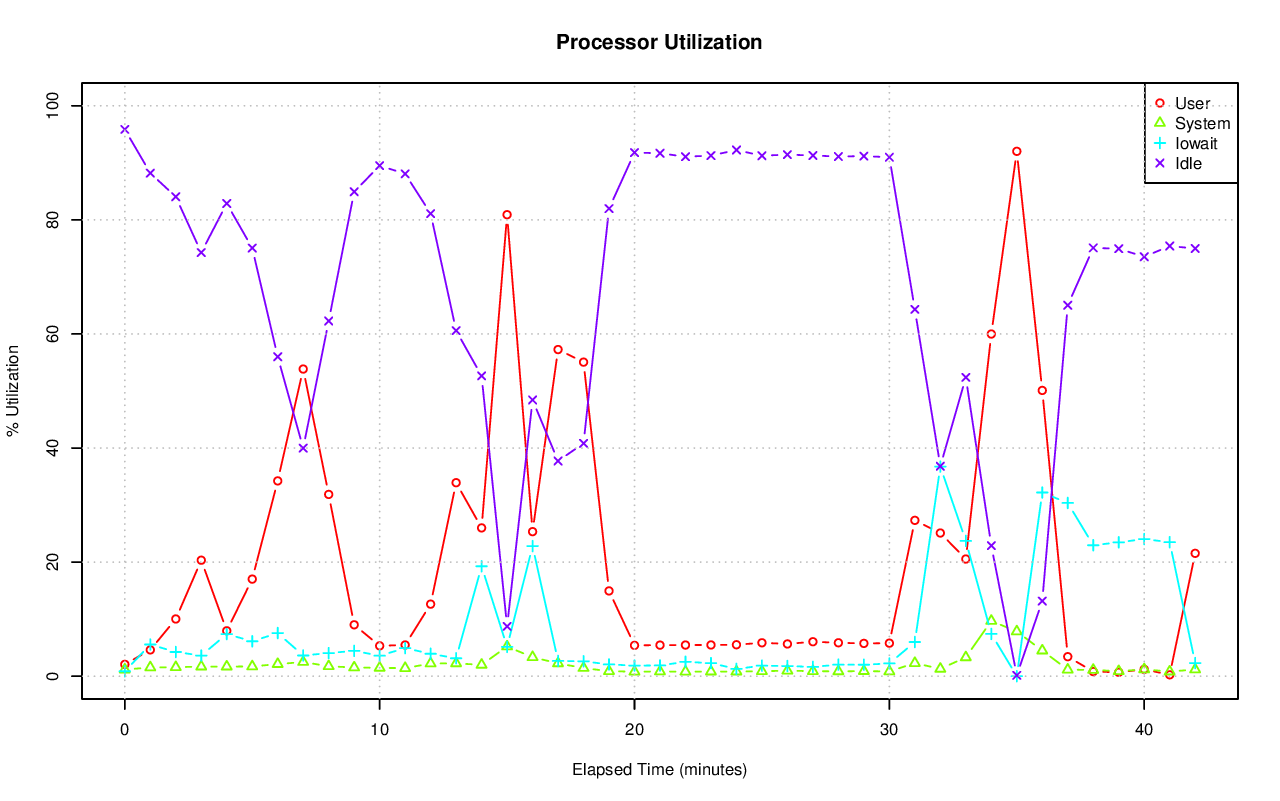 Processor Utilization
User
System
Iowait
Idle
100
80
60
40
20
0
% Utilization
0 10 20 30 40
Elapsed Time (minutes)